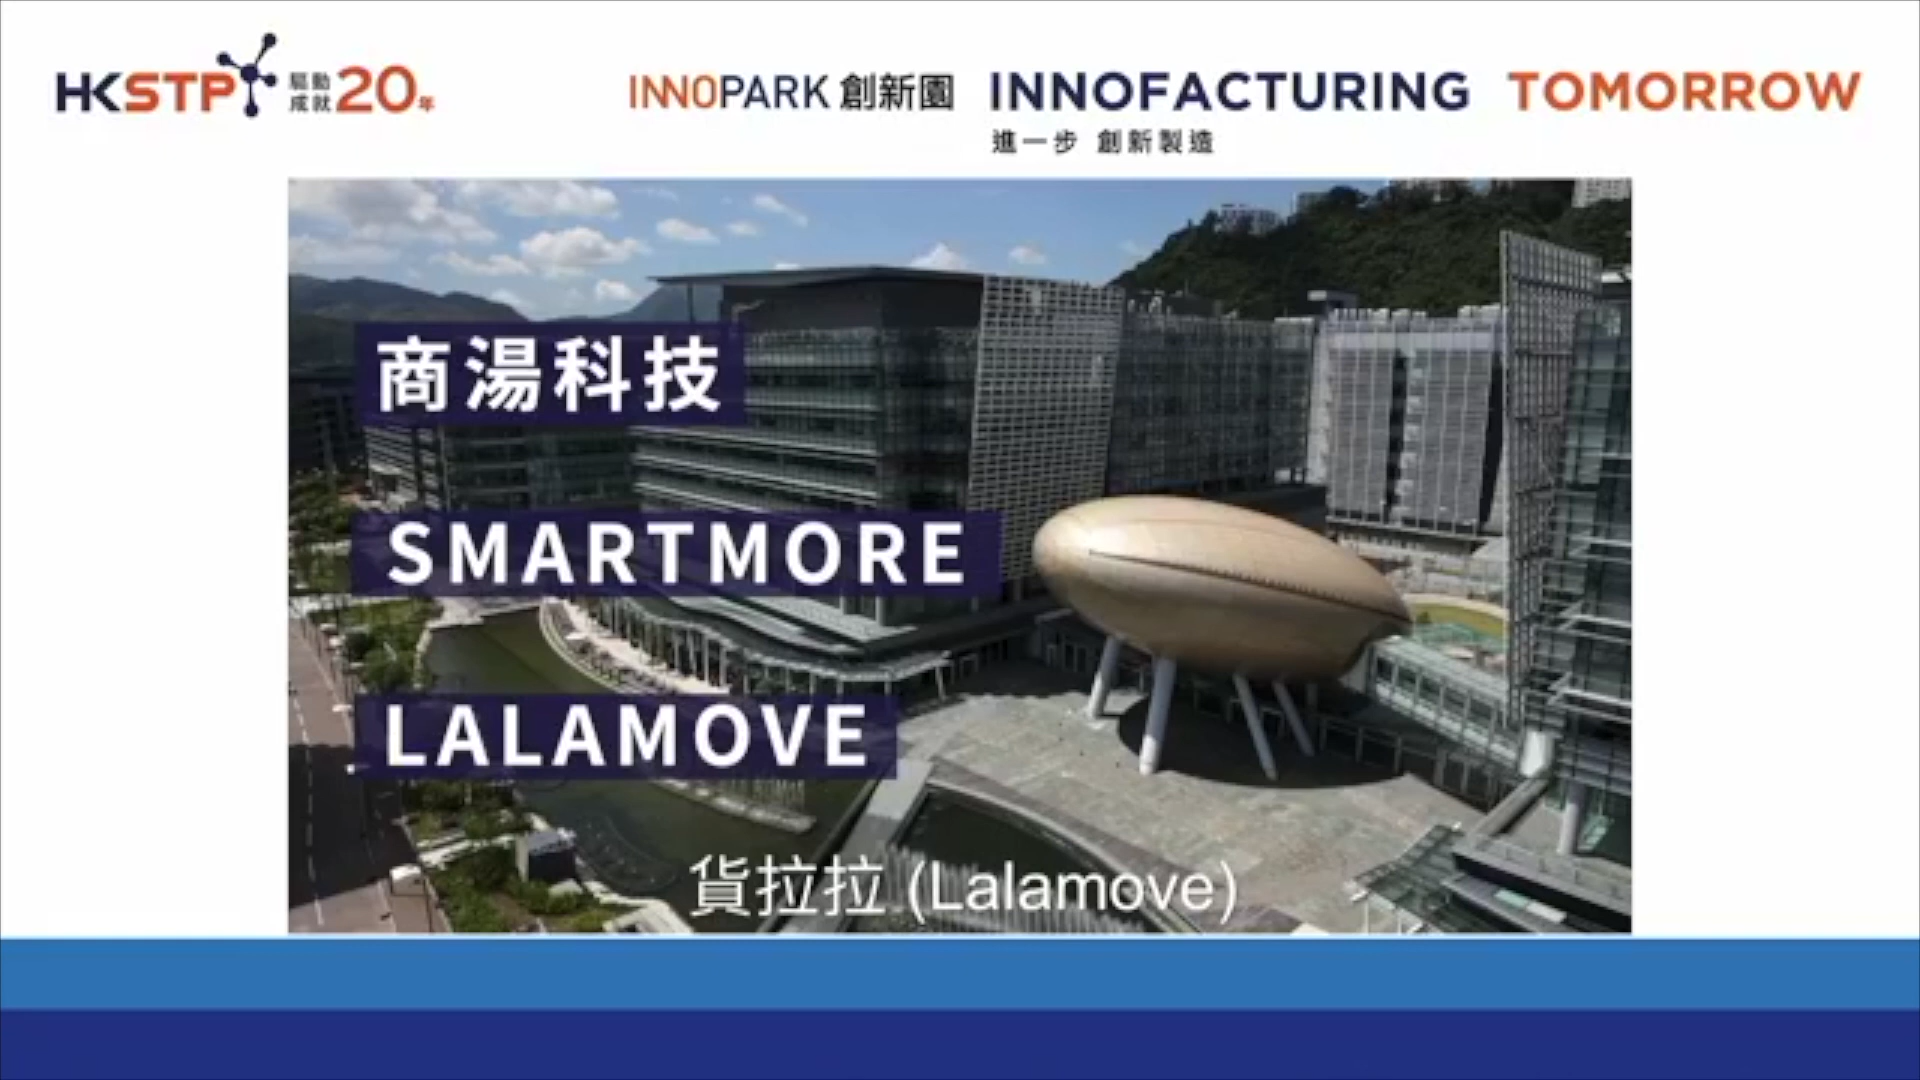 HKSTP 驅動成就20年
INNOPARK 創新園 INNOFACTURING TOMORROW
進一步 創新製造
商湯科技
SMARTMORE
LALAMOVE
貨拉拉 (Lalamove)